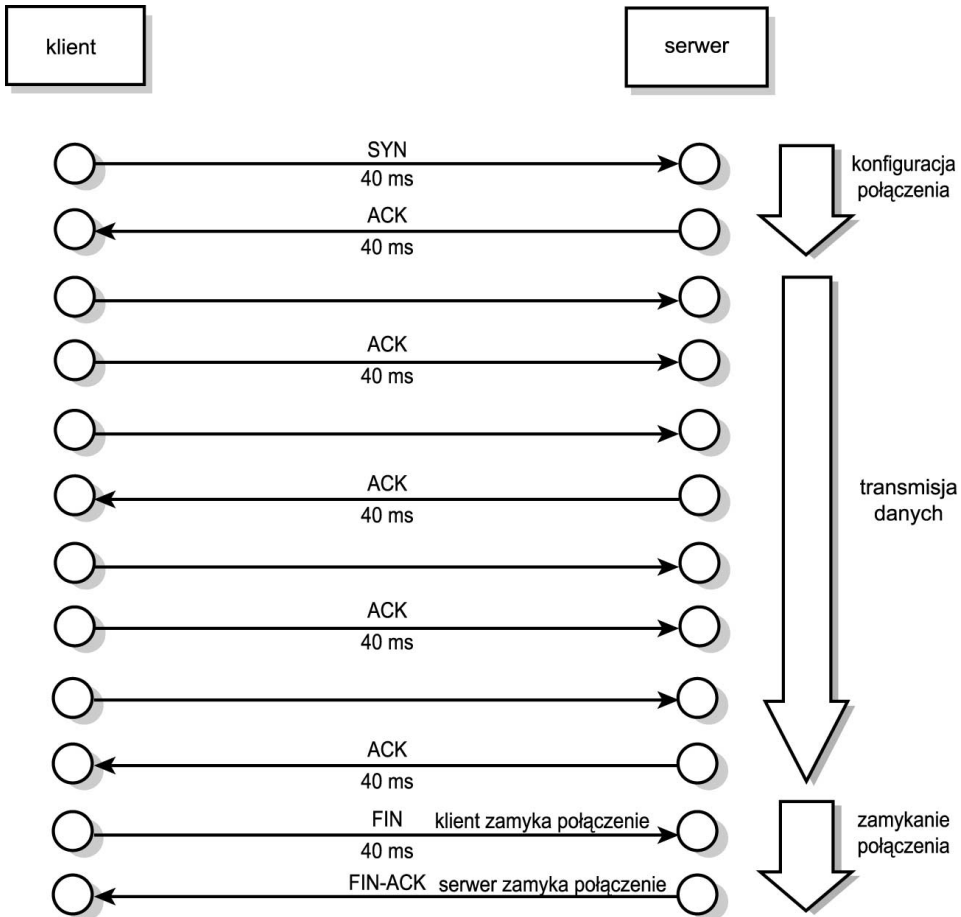 klient
serwer
SYN
40 ms
konfiguracja
połączenia
ACK
40 ms
ACK
40 ms
ACK
40 ms
transmisja
danych
ACK
40 ms
ACK
40 ms
FIN klient zamyka połączenie
40 ms
zamykanie
połączenia
FIN-ACK serwer zamyka połączenie